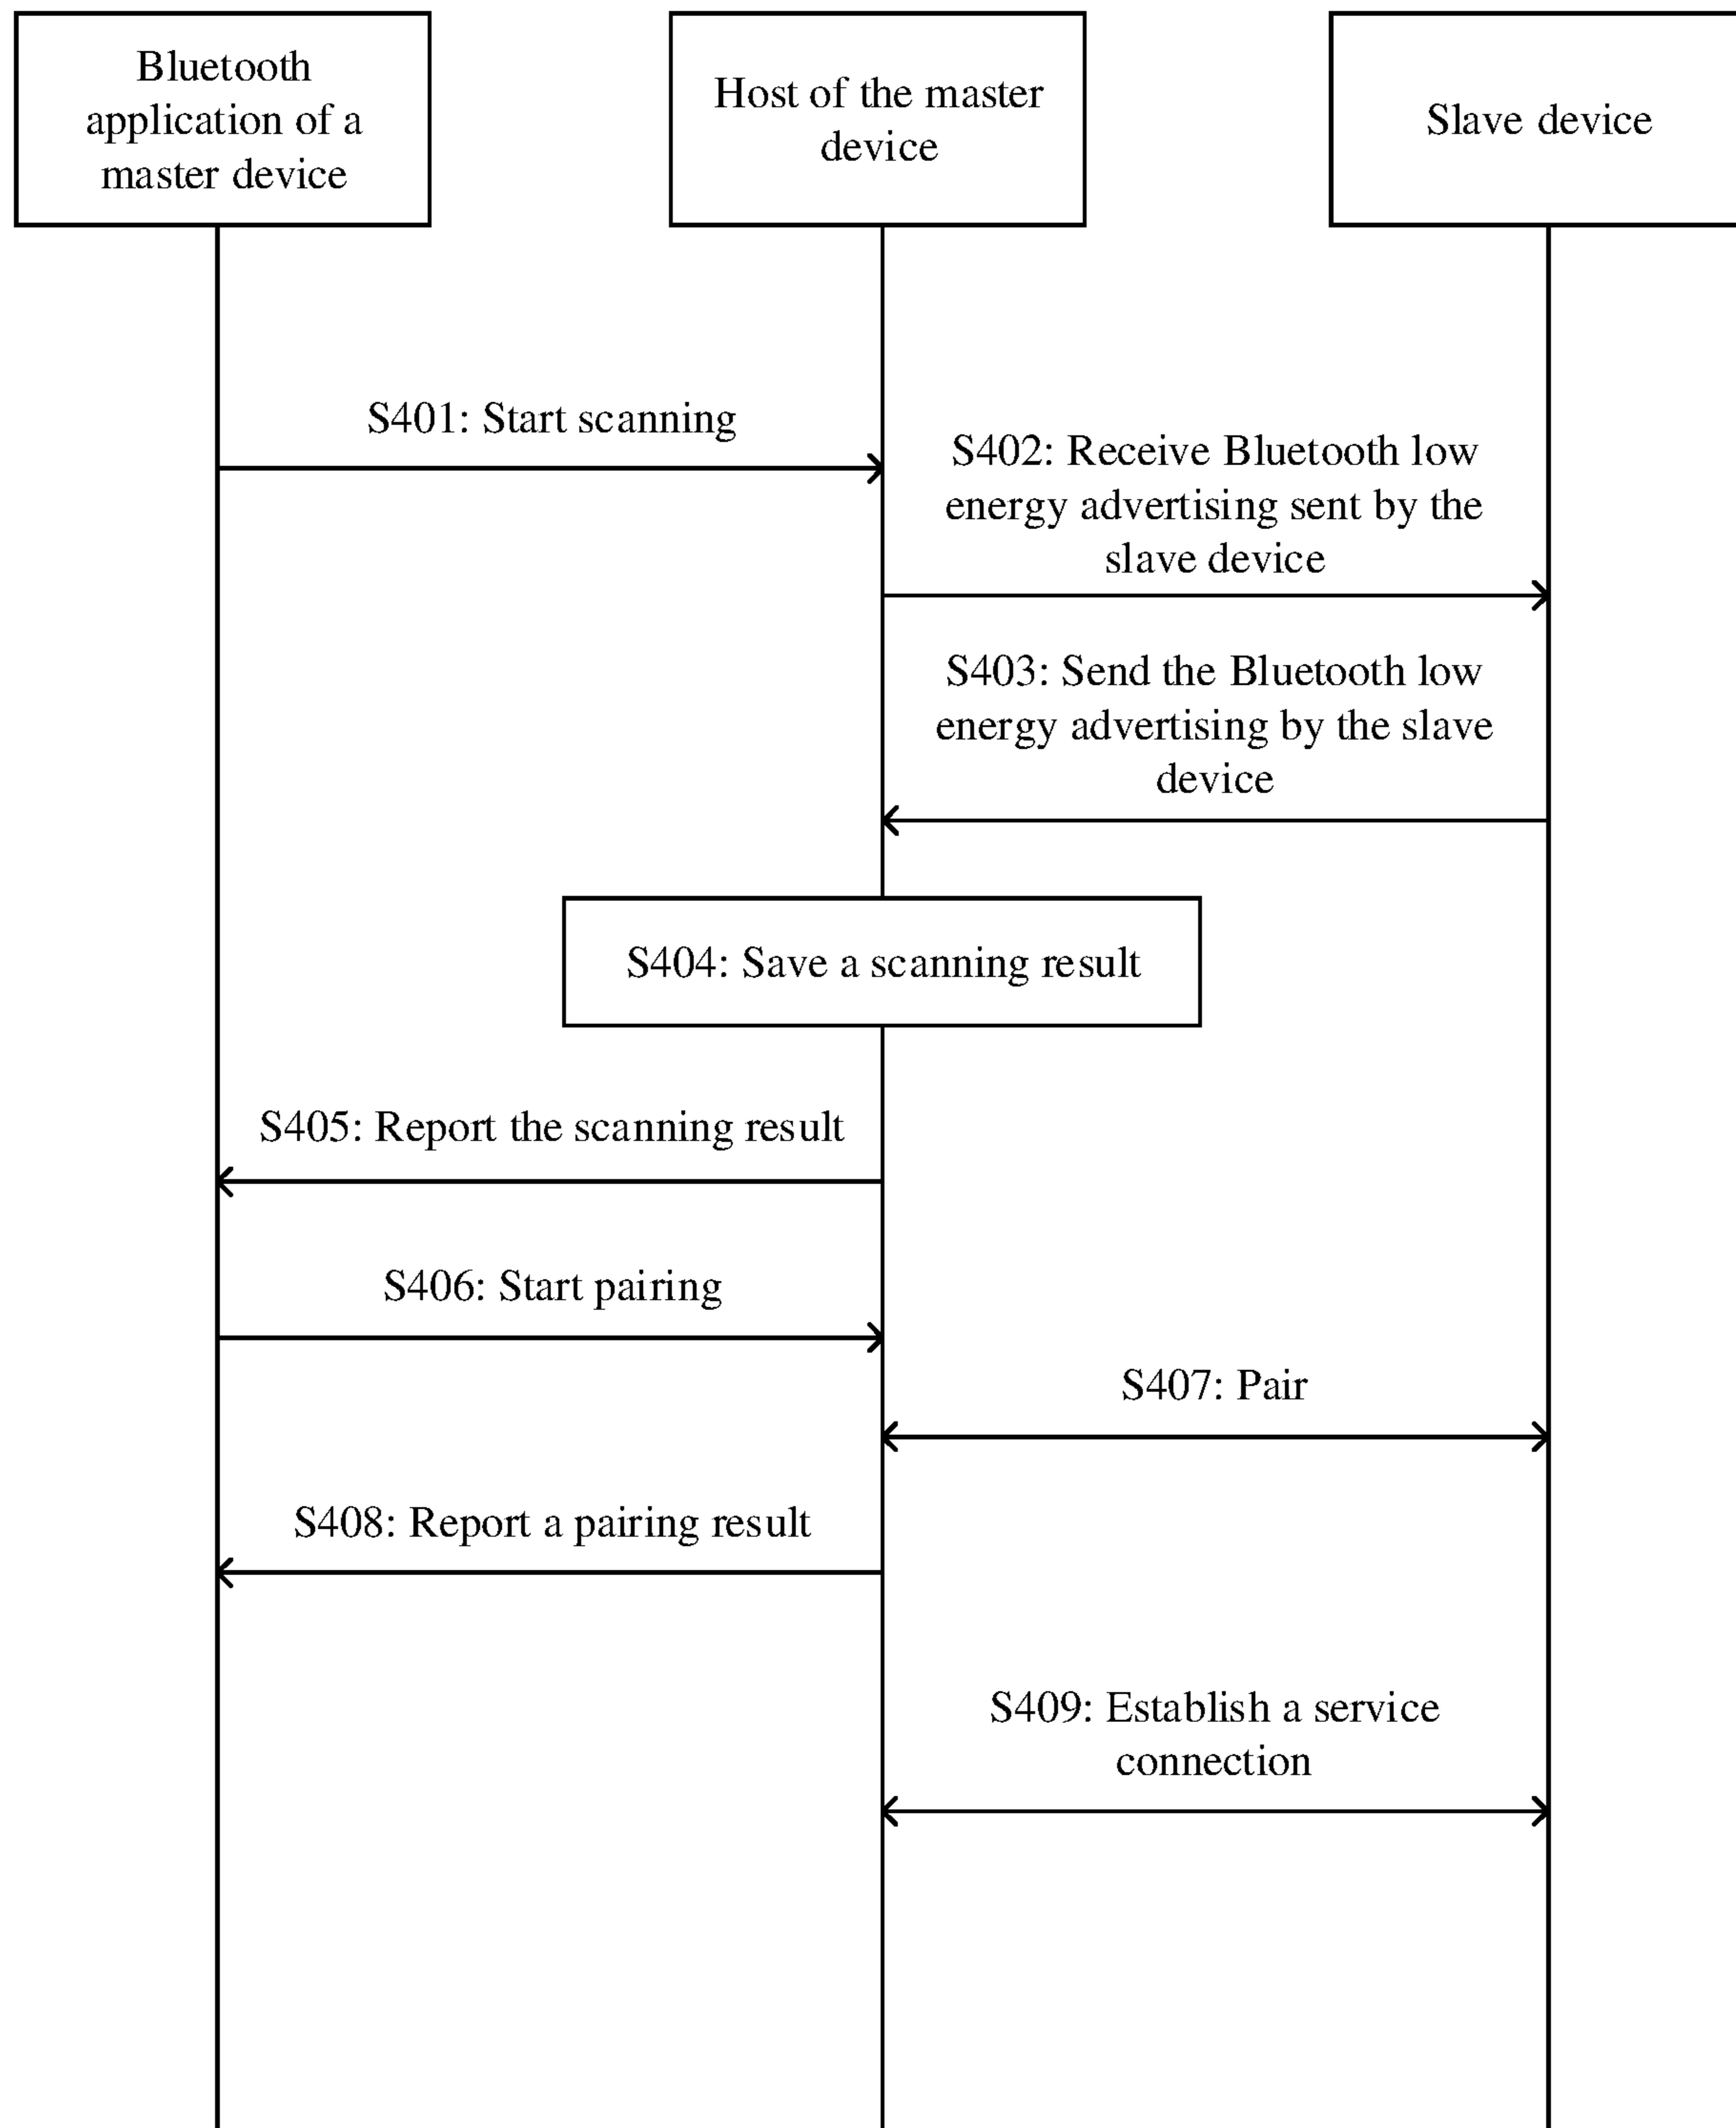 Bluetooth
application of a
master device
Host of the master
device
Slave device
S401: Start scanning
S402: Receive Bluetooth low
energy advertising sent by the
slave device
S403: Send the Bluetooth low
energy advertising by the slave
device
S404: Save a scanning result
S405: Report the scanning result
S406: Start pairing
S407: Pair
S408: Report a pairing result
S409: Establish a service
connection